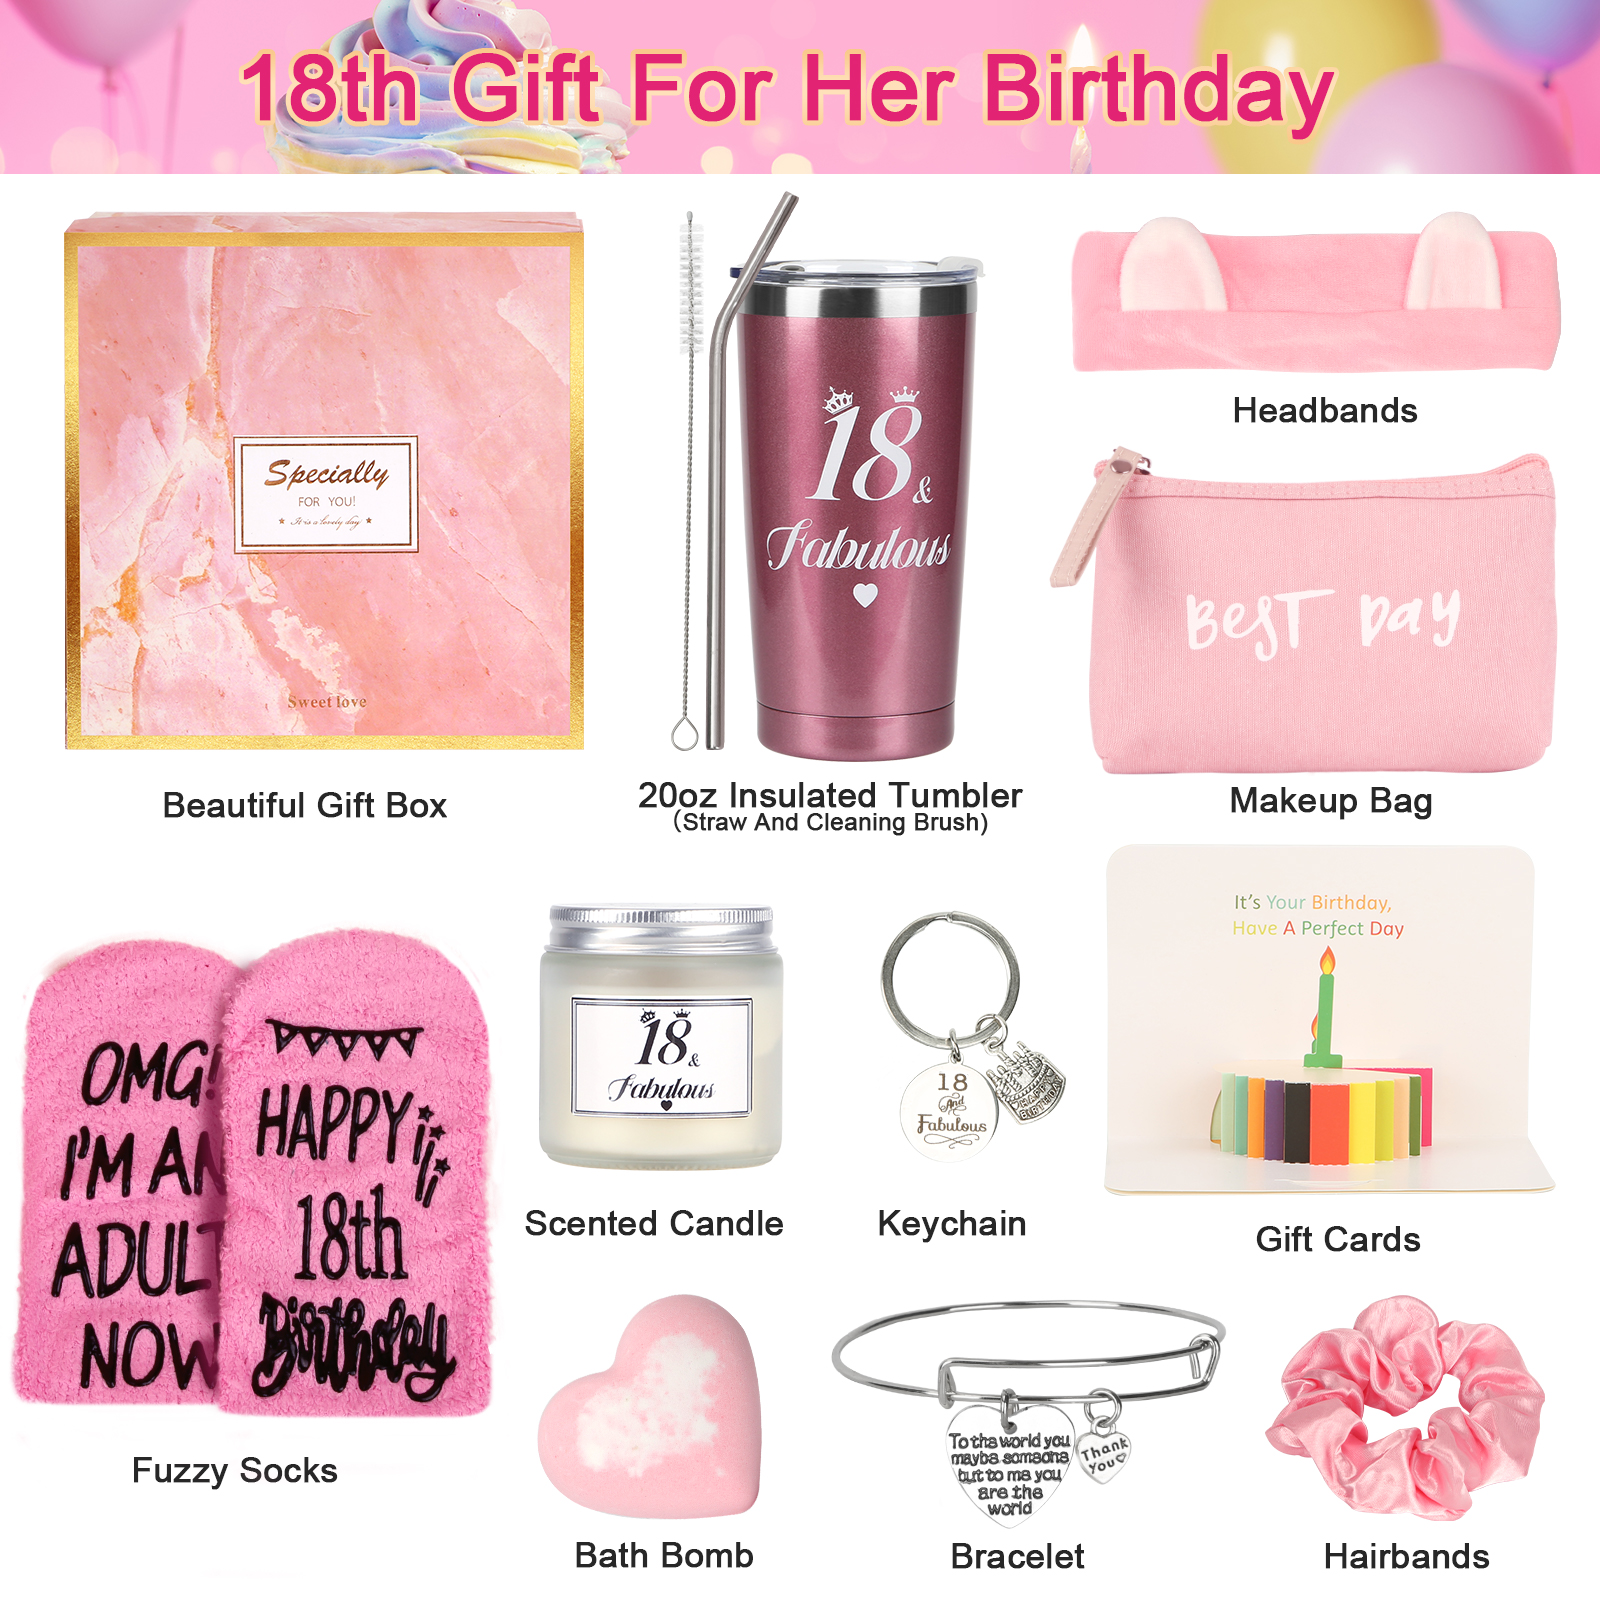 18th Gift For Her Birthday
Specially
FOR YOU!
It is a lovely day
Sweet love
Beautiful Gift Box
18 &
Fabulous
20oz Insulated Tumbler
(Straw And Cleaning Brush)
Headbands
BEST DAY
Makeup Bag
OMG!
I'M AN
ADULT
NOW
HAPPY
18th
Birthday
Fuzzy Socks
18 &
Fabulous
Scented Candle
18
And
Fabulous
HAPPY
BIRTHDAY
Keychain
It's Your Birthday,
Have A Perfect Day
Gift Cards
Bath Bomb
To the world you
maybe someone
but to me you
are the
world
Thank
You
Bracelet
Hairbands